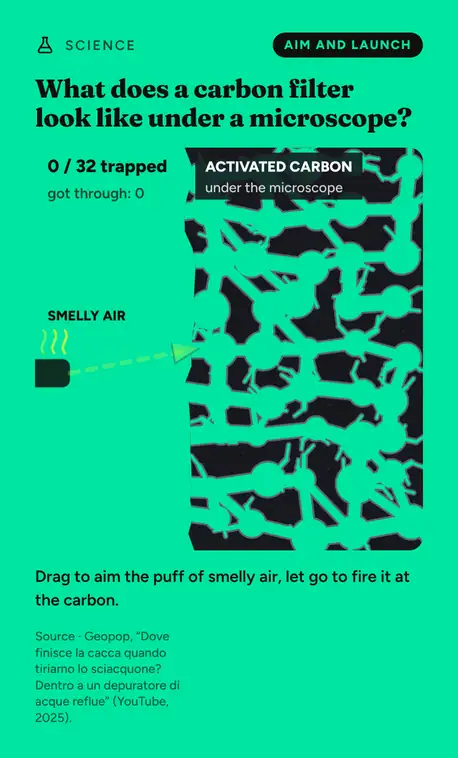 SCIENCE
AIM AND LAUNCH
What does a carbon filter
look like under a microscope?
0 / 32 trapped
got through: 0
ACTIVATED CARBON
under the microscope
SMELLY AIR
Drag to aim the puff of smelly air, let go to fire it at
the carbon.
Source · Geopop, "Dove
finisce la cacca quando
tiriamo lo sciacquone?
Dentro a un depuratore di
acque reflue" (YouTube,
2025).